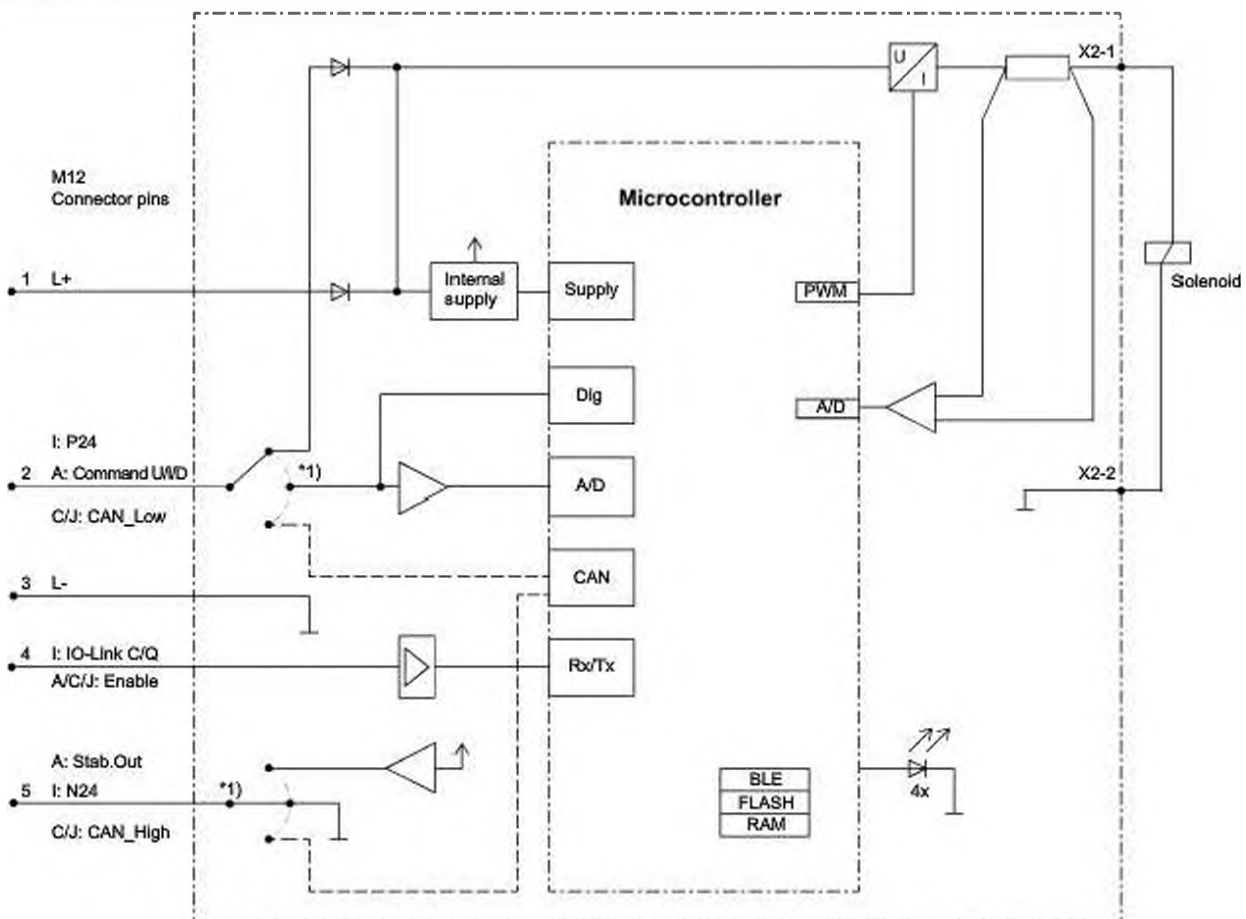 X2-1
U
I
M12
Connector pins
Microcontroller
1 L+
Internal
supply
Supply
PWM
Solenoid
Dig
A/D
I: P24
2 A: Command U/I/D
*1)
A/D
X2-2
C/J: CAN_Low
CAN
3 L-
4 I: IO-Link C/Q
A/C/J: Enable
Rx/Tx
A: Stab.Out
5 I: N24
*1)
C/J: CAN_High
BLE
FLASH
RAM
4x